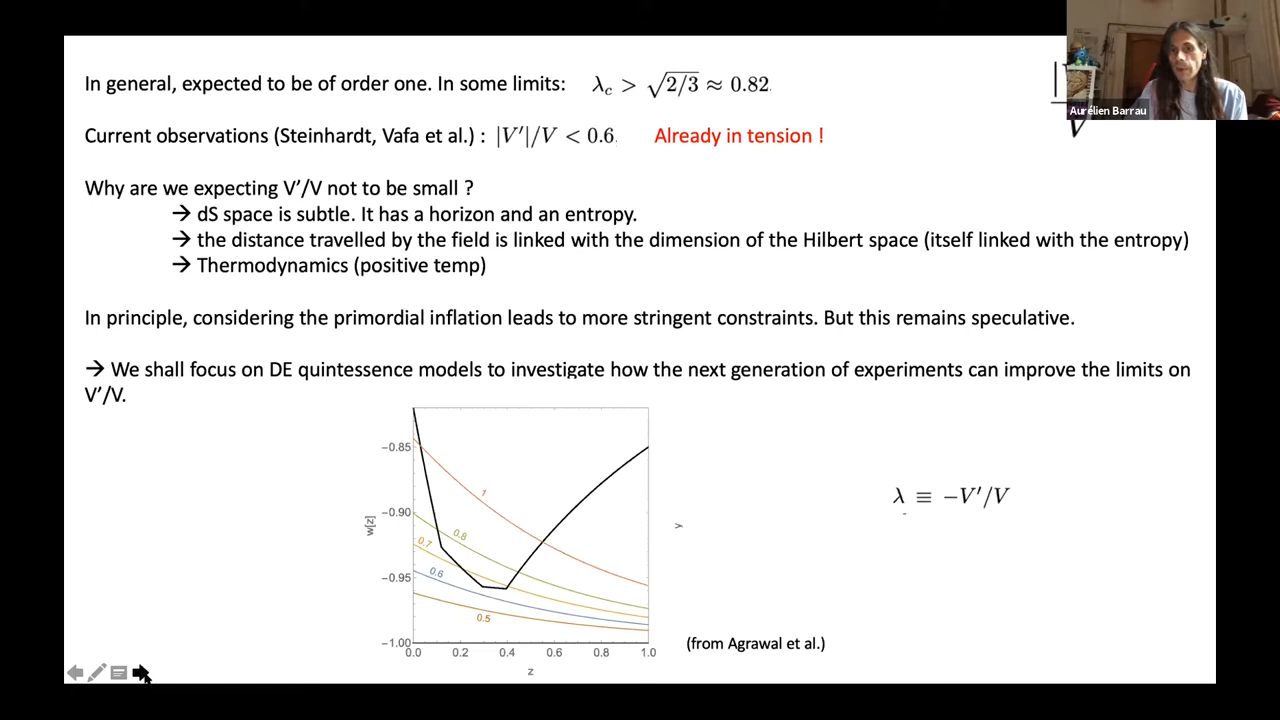 In general, expected to be of order one. In some limits: λc > √2/3 ≈ 0.82
|V
V
Aurélien Barrau
Current observations (Steinhardt, Vafa et al.) : |V'|/V < 0.6 Already in tension !
Why are we expecting V'/V not to be small ?
→ dS space is subtle. It has a horizon and an entropy.
→ the distance travelled by the field is linked with the dimension of the Hilbert space (itself linked with the entropy)
→ Thermodynamics (positive temp)
In principle, considering the primordial inflation leads to more stringent constraints. But this remains speculative.
→ We shall focus on DE quintessence models to investigate how the next generation of experiments can improve the limits on
V'/V.
−0.85
−0.90
−0.95
−1.00
w[z]
1
0.8
0.7
0.6
0.5
0.0 0.2 0.4 0.6 0.8 1.0
z
λ ≡ −V'/V
(from Agrawal et al.)